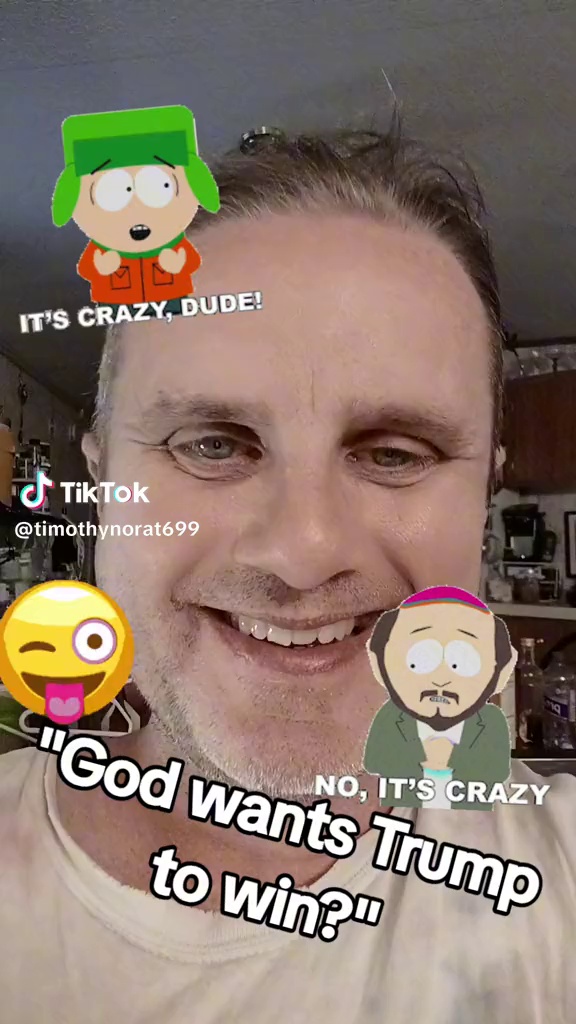 IT'S CRAZY, DUDE!
TikTok
@timothynorat699
NO, IT'S CRAZY
"God wants Trump
to win?"